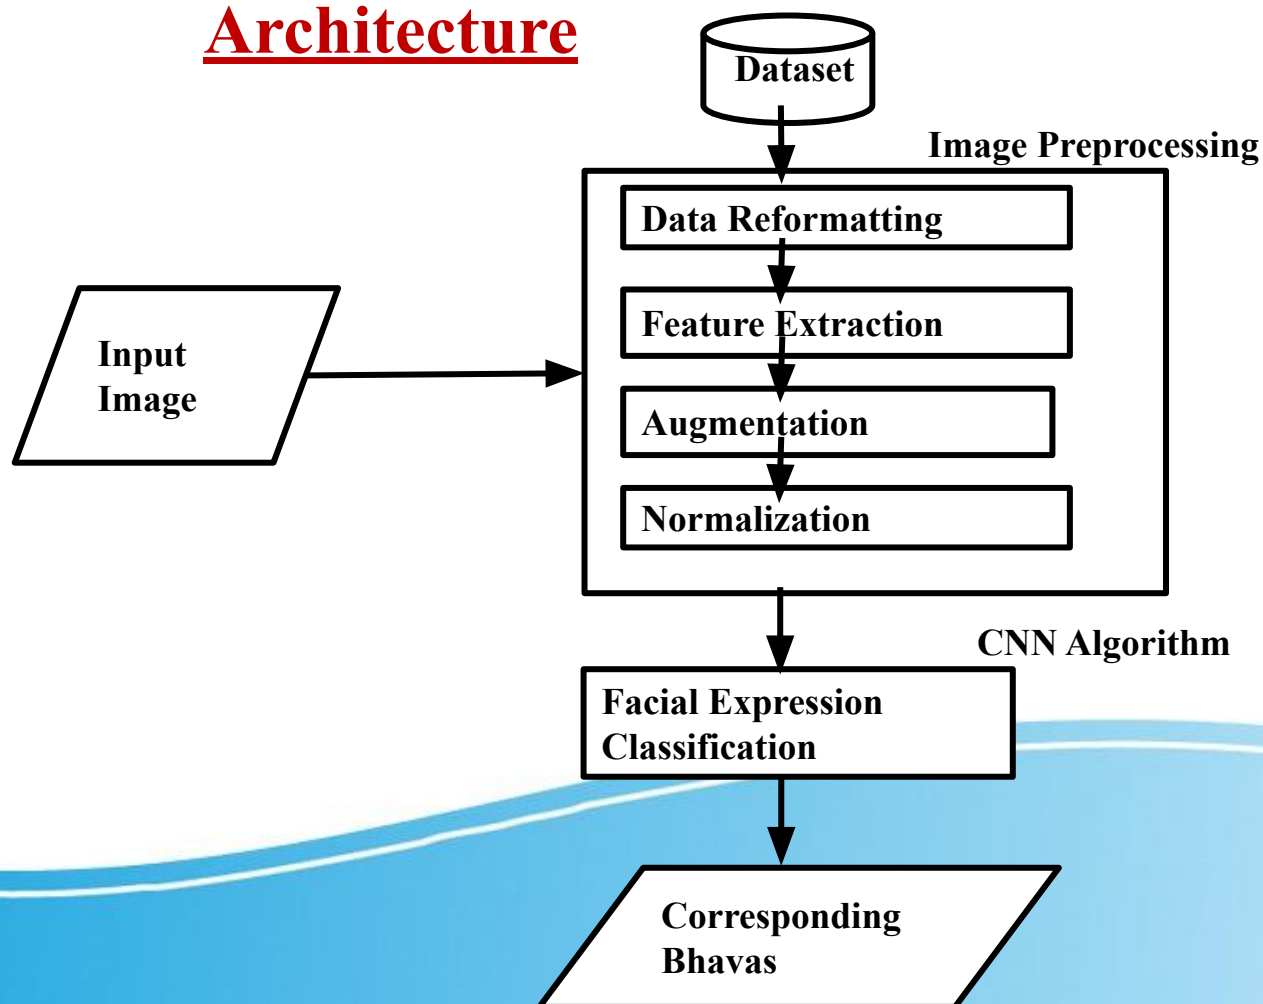 Architecture
Dataset
Image Preprocessing
Data Reformatting
Feature Extraction
Input
Image
Augmentation
Normalization
CNN Algorithm
Facial Expression
Classification
Corresponding
Bhavas